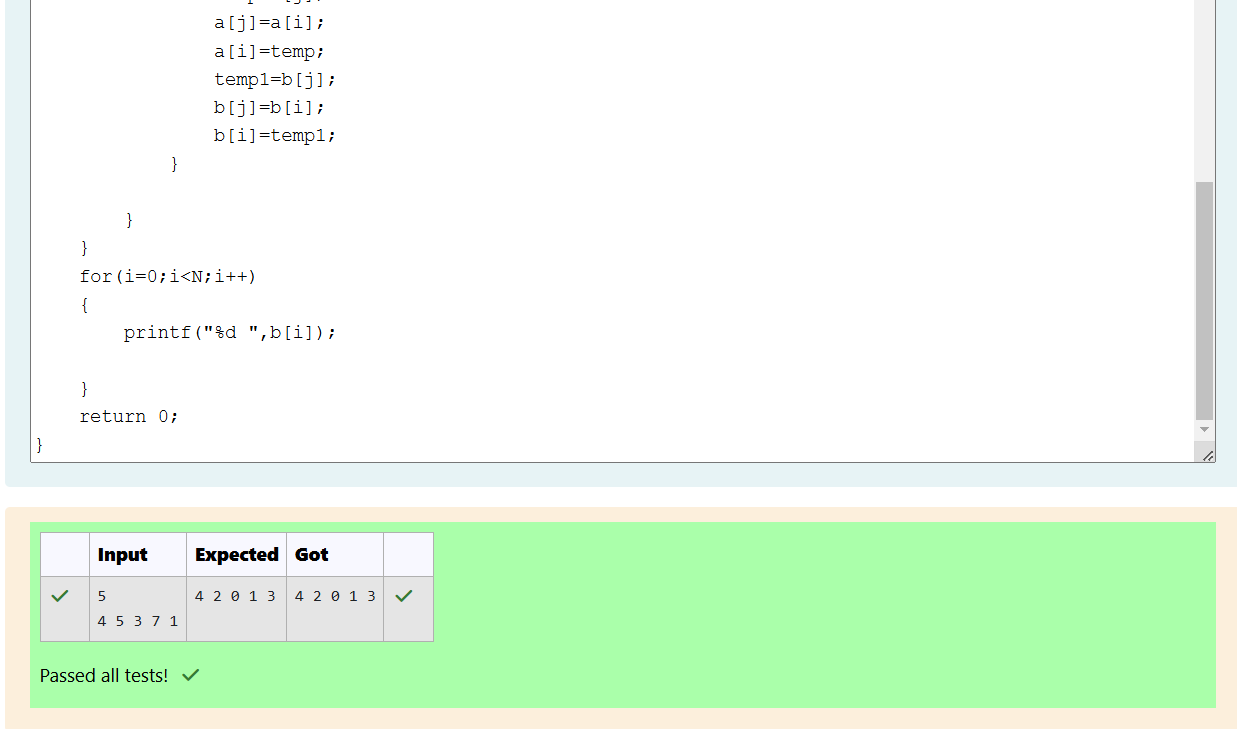 a[j]=a[i];
a[i]=temp;
temp1=b[j];
b[j]=b[i];
b[i]=temp1;
}
}
}
for(i=0;i<N;i++)
{
printf("%d ",b[i]);
}
return 0;
}
Input Expected Got
5 4 2 0 1 3 4 2 0 1 3
4 5 3 7 1
Passed all tests!